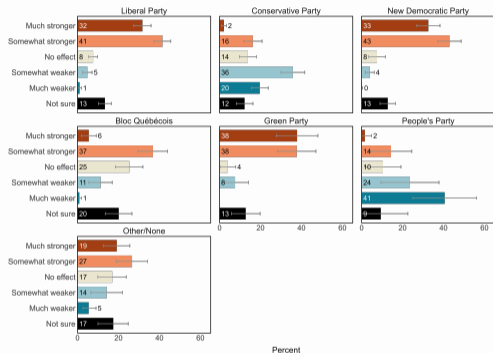 Liberal Party
Conservative Party
New Democratic Party
Much stronger 32 2 33
Somewhat stronger 41 16 43
No effect 8 14 8
Somewhat weaker 5 36 4
Much weaker 1 20 0
Not sure 13 12 13
Bloc Québécois
Green Party
People's Party
Much stronger 6 38 2
Somewhat stronger 37 38 14
No effect 25 4 10
Somewhat weaker 11 8 24
Much weaker 1 41
Not sure 20 13 9
0 20 40 60
0 20 40 60
Other/None
Much stronger 19
Somewhat stronger 27
No effect 17
Somewhat weaker 14
Much weaker 5
Not sure 17
0 20 40 60
Percent